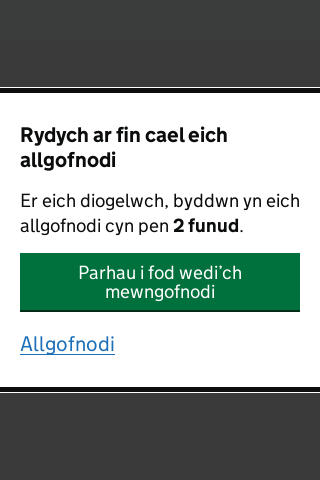 Rydych ar fin cael eich
allgofnodi
Er eich diogelwch, byddwn yn eich
allgofnodi cyn pen 2 funud.
Parhau i fod wedi’ch
mewngofnodi
Allgofnodi